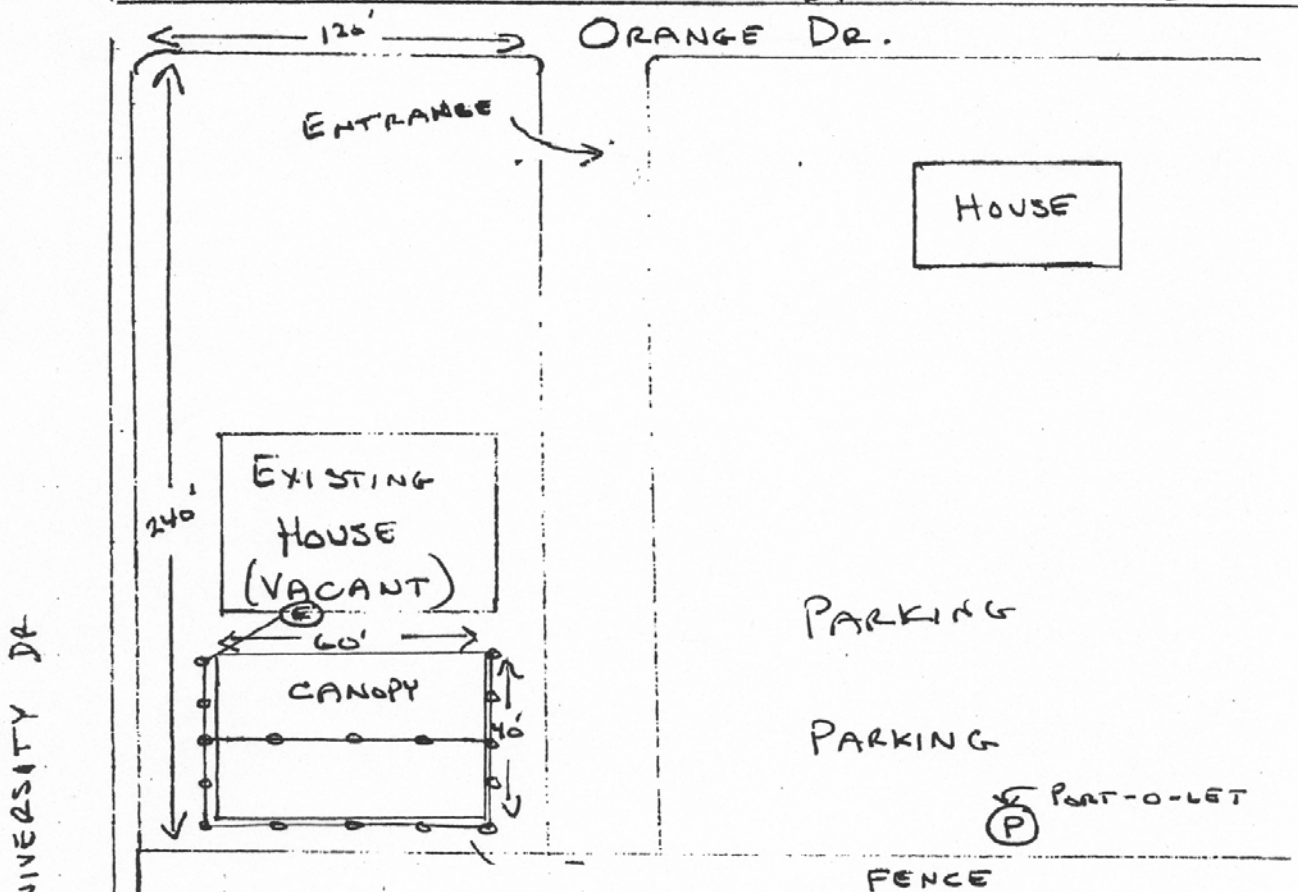 120'
ORANGE DR.
ENTRANCE
HOUSE
240'
EXISTING
HOUSE
(VACANT)
E
60'
CANOPY
40'
PARKING
PARKING
PORT-O-LET
P
FENCE
UNIVERSITY DR